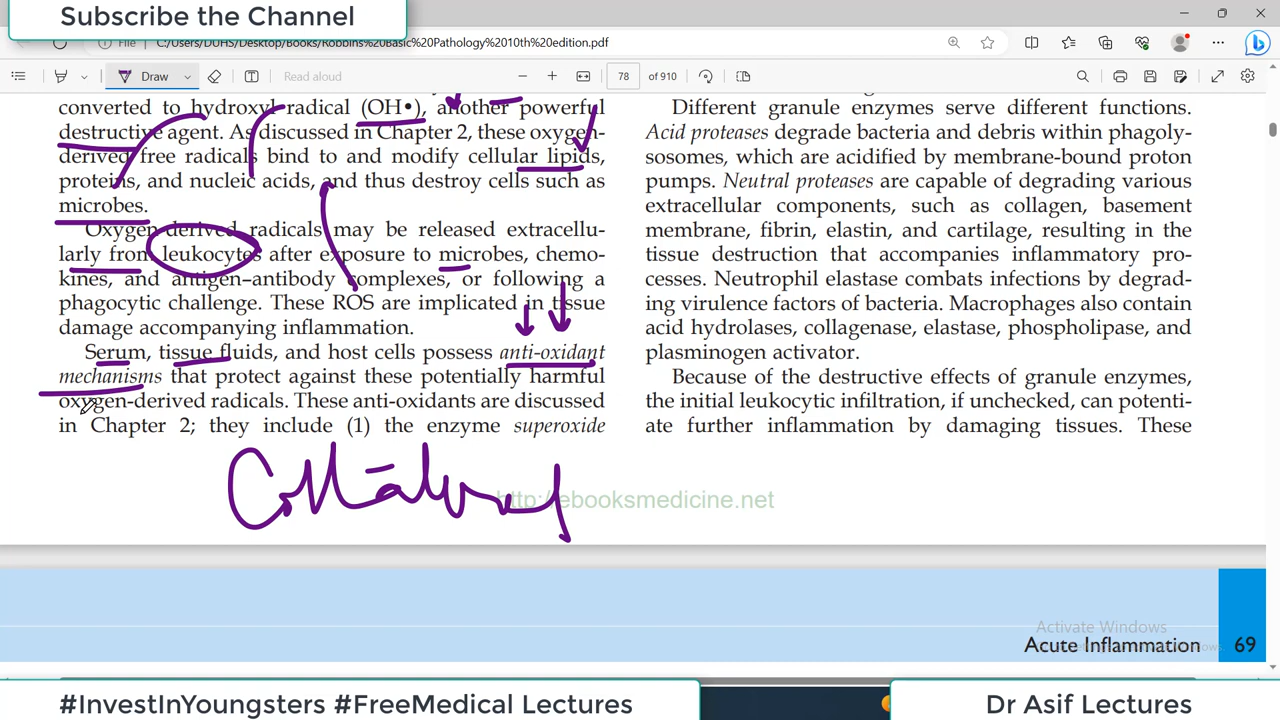 Subscribe the Channel
File
C:/Users/DUHS/Desktop/Books/Robbins%20Basic%20Pathology%2010th%20edition.pdf
Draw
Read aloud
78 of 910
converted to hydroxyl radical (OH•), another powerful
destructive agent. As discussed in Chapter 2, these oxygen-
derived free radicals bind to and modify cellular lipids,
proteins, and nucleic acids, and thus destroy cells such as
microbes.
Oxygen-derived radicals may be released extracellu-
larly from leukocytes after exposure to microbes, chemo-
kines, and antigen–antibody complexes, or following a
phagocytic challenge. These ROS are implicated in tissue
damage accompanying inflammation.
Serum, tissue fluids, and host cells possess anti-oxidant
mechanisms that protect against these potentially harmful
oxygen-derived radicals. These anti-oxidants are discussed
in Chapter 2; they include (1) the enzyme superoxide
Different granule enzymes serve different functions.
Acid proteases degrade bacteria and debris within phagoly-
sosomes, which are acidified by membrane-bound proton
pumps. Neutral proteases are capable of degrading various
extracellular components, such as collagen, basement
membrane, fibrin, elastin, and cartilage, resulting in the
tissue destruction that accompanies inflammatory pro-
cesses. Neutrophil elastase combats infections by degrad-
ing virulence factors of bacteria. Macrophages also contain
acid hydrolases, collagenase, elastase, phospholipase, and
plasminogen activator.
Because of the destructive effects of granule enzymes,
the initial leukocytic infiltration, if unchecked, can potenti-
ate further inflammation by damaging tissues. These
http://ebooksmedicine.net
Activate Windows
Acute Inflammation 69
#InvestInYoungsters #FreeMedical Lectures
Dr Asif Lectures